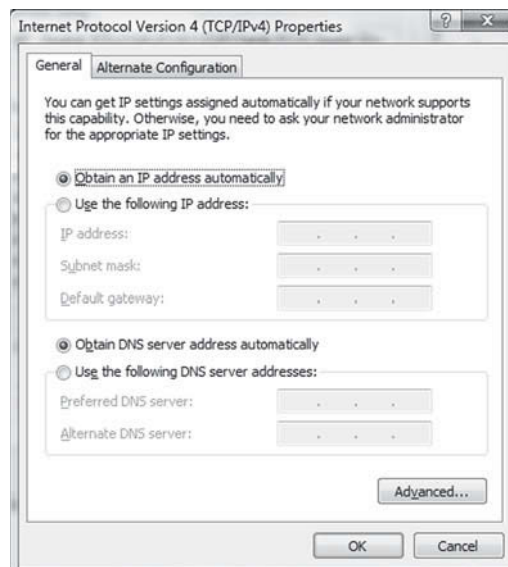 Internet Protocol Version 4 (TCP/IPv4) Properties
General
Alternate Configuration
You can get IP settings assigned automatically if your network supports
this capability. Otherwise, you need to ask your network administrator
for the appropriate IP settings.
Obtain an IP address automatically
Use the following IP address:
IP address:
Subnet mask:
Default gateway:
Obtain DNS server address automatically
Use the following DNS server addresses:
Preferred DNS server:
Alternate DNS server:
Advanced...
OK
Cancel